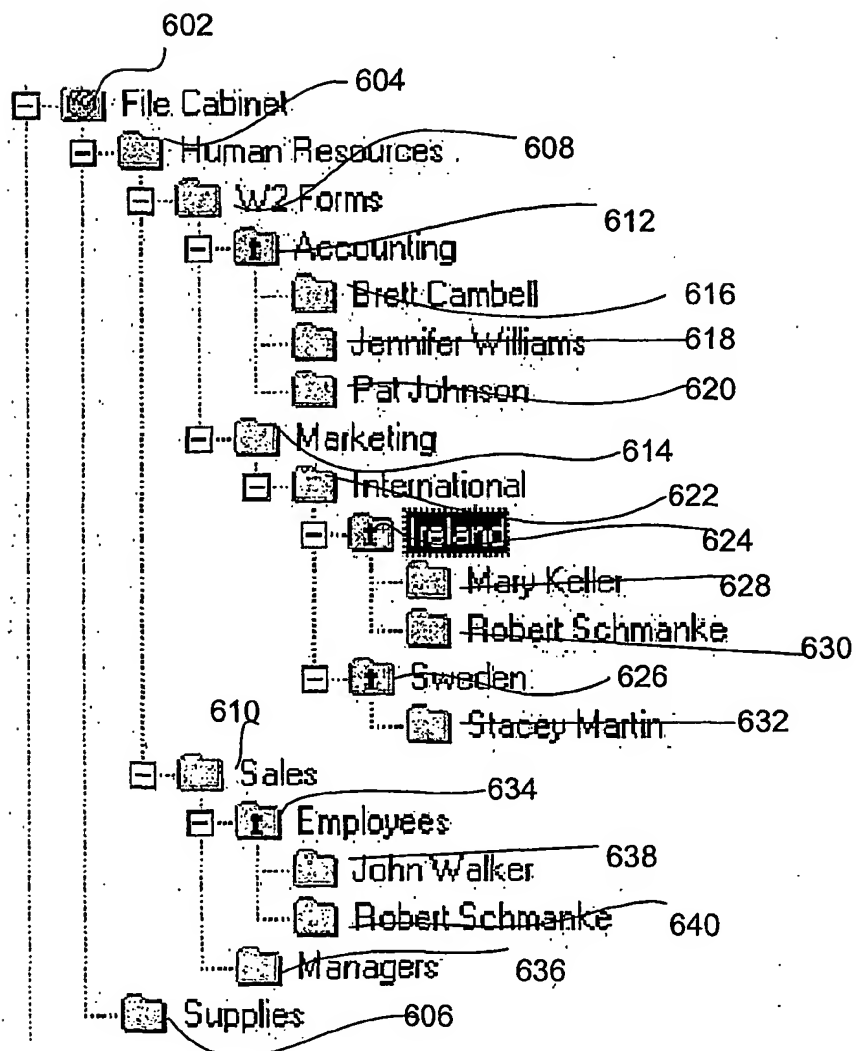 602
604
File Cabinet
Human Resources
608
W2 Forms
612
Accounting
Brett Cambell 616
Jennifer Williams 618
Pat Johnson 620
Marketing
614
International
622
Ireland
624
Mary Keller 628
Robert Schmanke
630
Sweden 626
610
Stacey Martin 632
Sales
634
Employees
638
John Walker
Robert Schmanke 640
Managers 636
Supplies 606